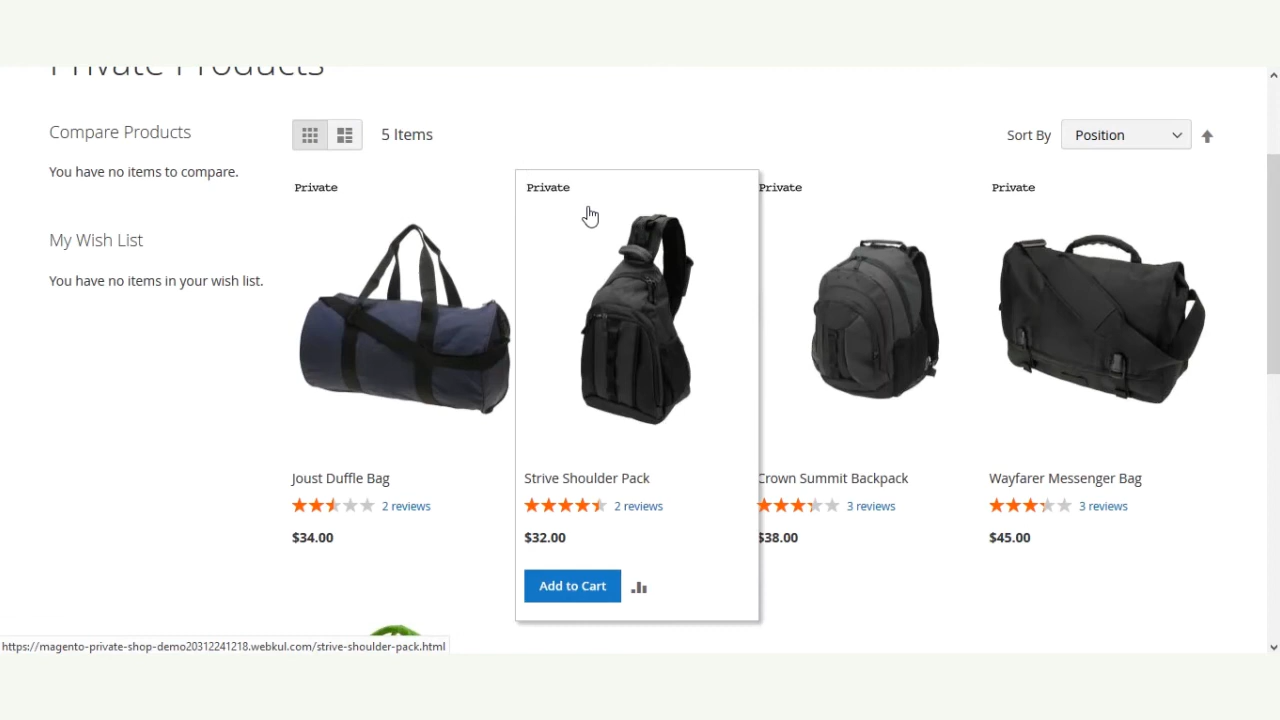 Private Products
Compare Products
You have no items to compare.
My Wish List
You have no items in your wish list.
5 Items
Sort By
Position
Private
Private
Private
Private
Joust Duffle Bag
2 reviews
$34.00
Strive Shoulder Pack
2 reviews
$32.00
Add to Cart
Crown Summit Backpack
3 reviews
$38.00
Wayfarer Messenger Bag
3 reviews
$45.00
https://magento-private-shop-demo20312241218.webkul.com/strive-shoulder-pack.html